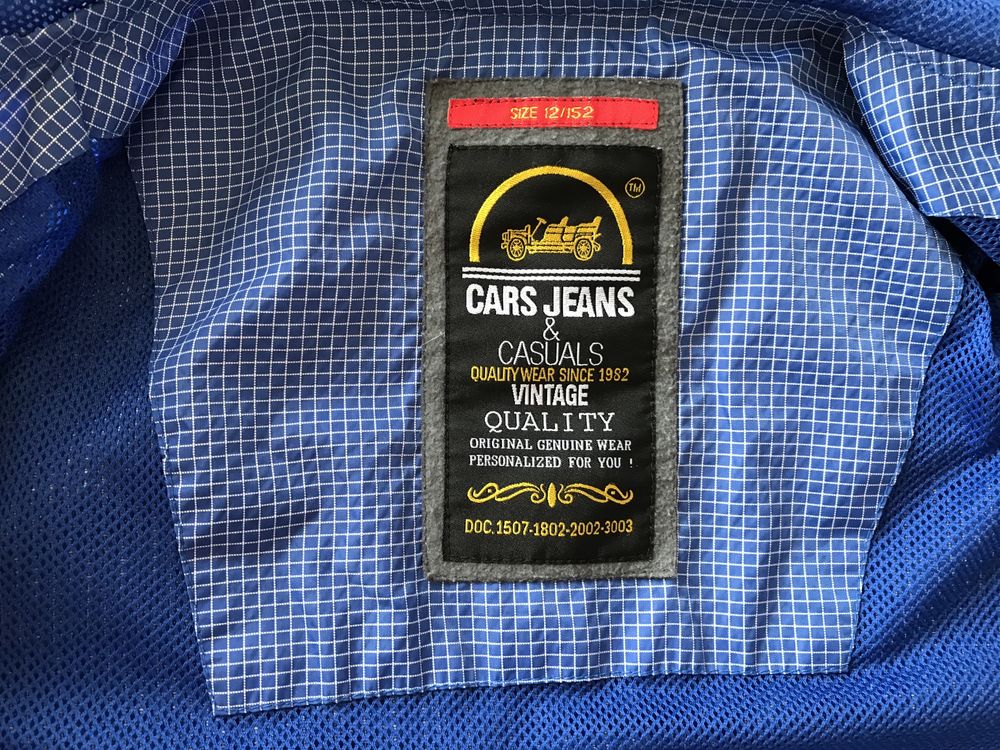 SIZE 12/152
TM
CARS JEANS
&
CASUALS
QUALITY WEAR SINCE 1982
VINTAGE
QUALITY
ORIGINAL GENUINE WEAR
PERSONALIZED FOR YOU !
DOC.1507-1802-2002-3003